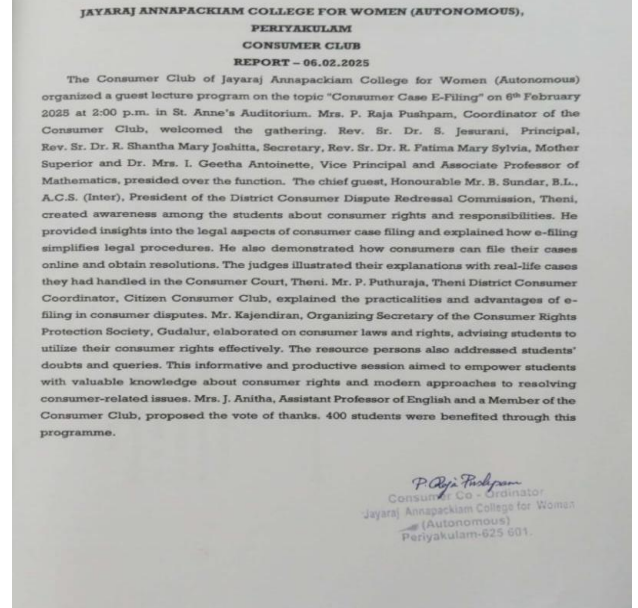 JAYARAJ ANNAPACKIAM COLLEGE FOR WOMEN (AUTONOMOUS),
PERIYAKULAM
CONSUMER CLUB
REPORT – 06.02.2025
The Consumer Club of Jayaraj Annapackiam College for Women (Autonomous)
organized a guest lecture program on the topic "Consumer Case E-Filing" on 6th February
2025 at 2:00 p.m. in St. Anne's Auditorium. Mrs. P. Raja Pushpam, Coordinator of the
Consumer Club, welcomed the gathering. Rev. Sr. Dr. S. Jesurani, Principal,
Rev. Sr. Dr. R. Shantha Mary Joshitta, Secretary, Rev. Sr. Dr. R. Fatima Mary Sylvia, Mother
Superior and Dr. Mrs. I. Geetha Antoinette, Vice Principal and Associate Professor of
Mathematics, presided over the function. The chief guest, Honourable Mr. B. Sundar, B.L.,
A.C.S. (Inter), President of the District Consumer Dispute Redressal Commission, Theni,
created awareness among the students about consumer rights and responsibilities. He
provided insights into the legal aspects of consumer case filing and explained how e-filing
simplifies legal procedures. He also demonstrated how consumers can file their cases
online and obtain resolutions. The judges illustrated their explanations with real-life cases
they had handled in the Consumer Court, Theni. Mr. P. Puthuraja, Theni District Consumer
Coordinator, Citizen Consumer Club, explained the practicalities and advantages of e-
filing in consumer disputes. Mr. Kajendiran, Organizing Secretary of the Consumer Rights
Protection Society, Gudalur, elaborated on consumer laws and rights, advising students to
utilize their consumer rights effectively. The resource persons also addressed students'
doubts and queries. This informative and productive session aimed to empower students
with valuable knowledge about consumer rights and modern approaches to resolving
consumer-related issues. Mrs. J. Anitha, Assistant Professor of English and a Member of the
Consumer Club, proposed the vote of thanks. 400 students were benefited through this
programme.
P. Raja Pushpam
Consumer Co - Ordinator
Jayaraj Annapackiam College for Women
(Autonomous)
Periyakulam-625 601.